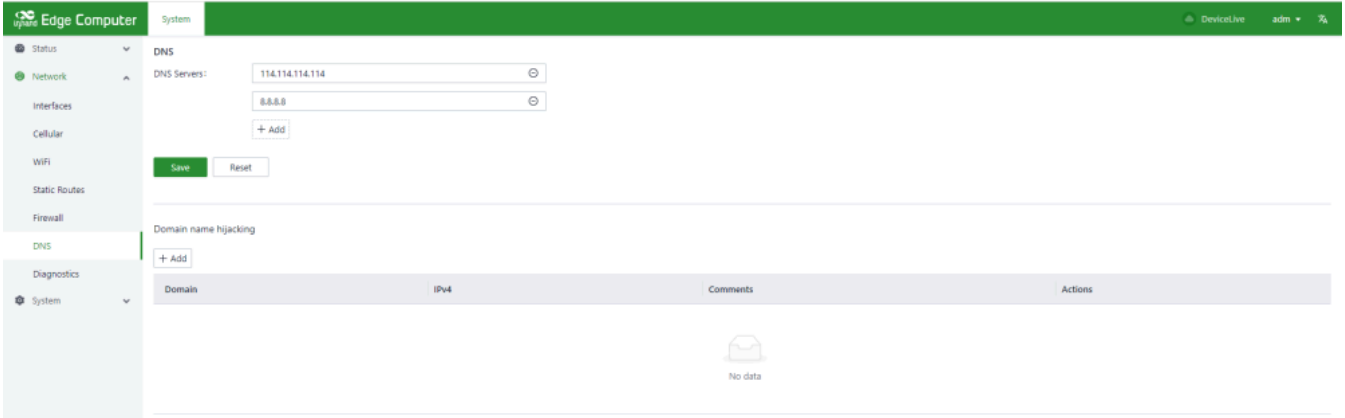 inhand Edge Computer
System
DeviceLive
adm
Status
Network
Interfaces
Cellular
WiFi
Static Routes
Firewall
DNS
Diagnostics
System
DNS
DNS Servers:
114.114.114.114
8.8.8.8
+ Add
Save Reset
Domain name hijacking
+ Add
Domain IPv4 Comments Actions
No data